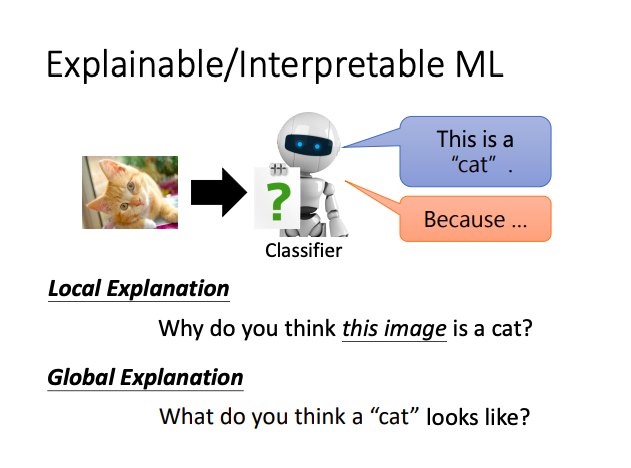 Explainable/Interpretable ML
This is a
“cat” .
?
Because …
Classifier
Local Explanation
Why do you think this image is a cat?
Global Explanation
What do you think a “cat” looks like?